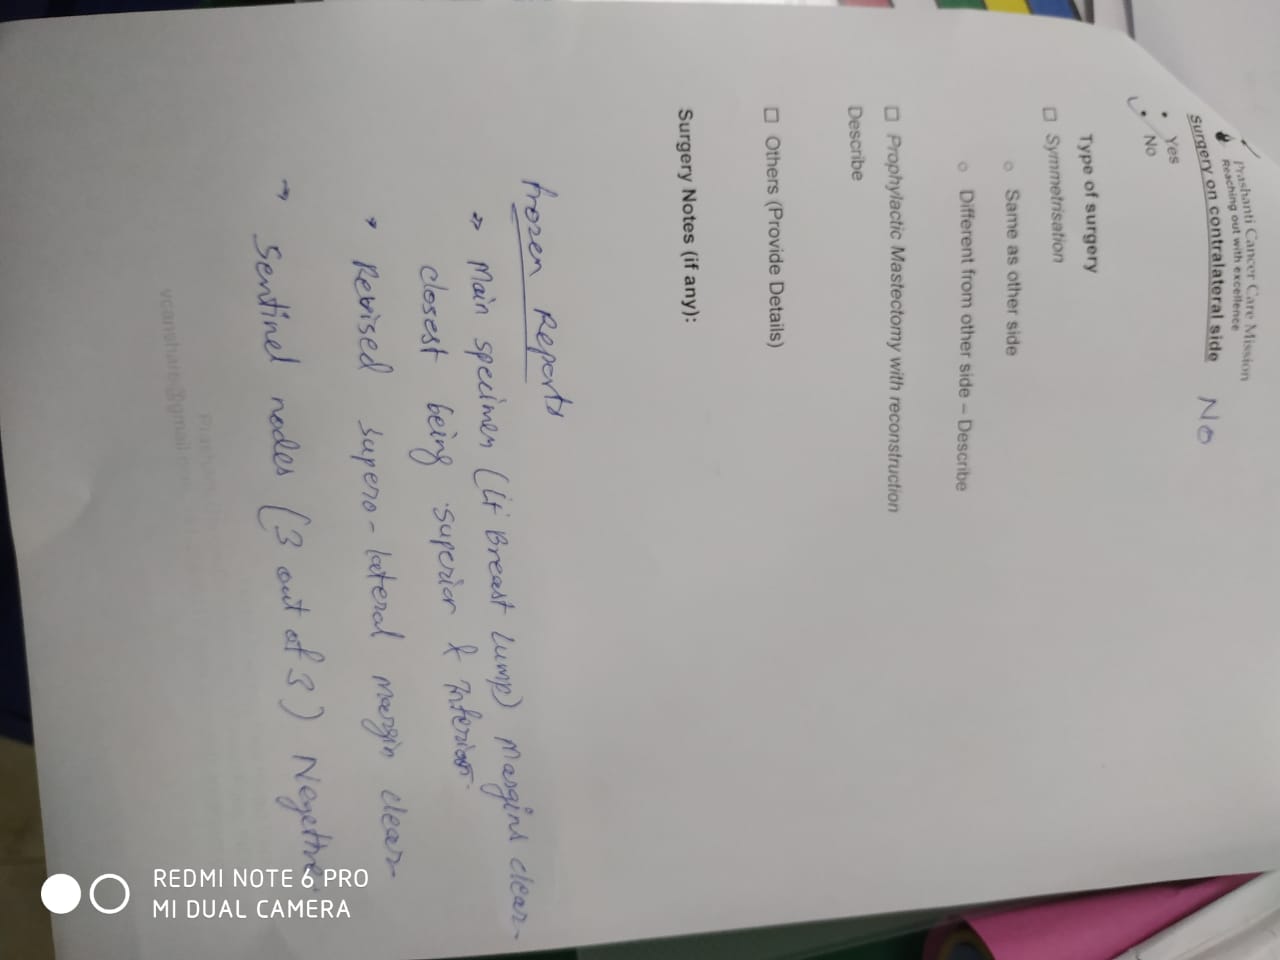 Prashanti Cancer Care Mission
Reaching out with excellence
Surgery on contralateral side No
Yes
No
Type of surgery
☐ Symmetrisation
○ Same as other side
○ Different from other side – Describe
☐ Prophylactic Mastectomy with reconstruction
Describe
☐ Others (Provide Details)
Surgery Notes (if any):
Frozen Reports
→ Main specimen (Lt Breast Lump) Margins clear-
closest being superior & Inferior.
→ Revised supero-lateral margin clear-
→ Sentinel nodes (3 out of 3) Negative
REDMI NOTE 6 PRO
MI DUAL CAMERA